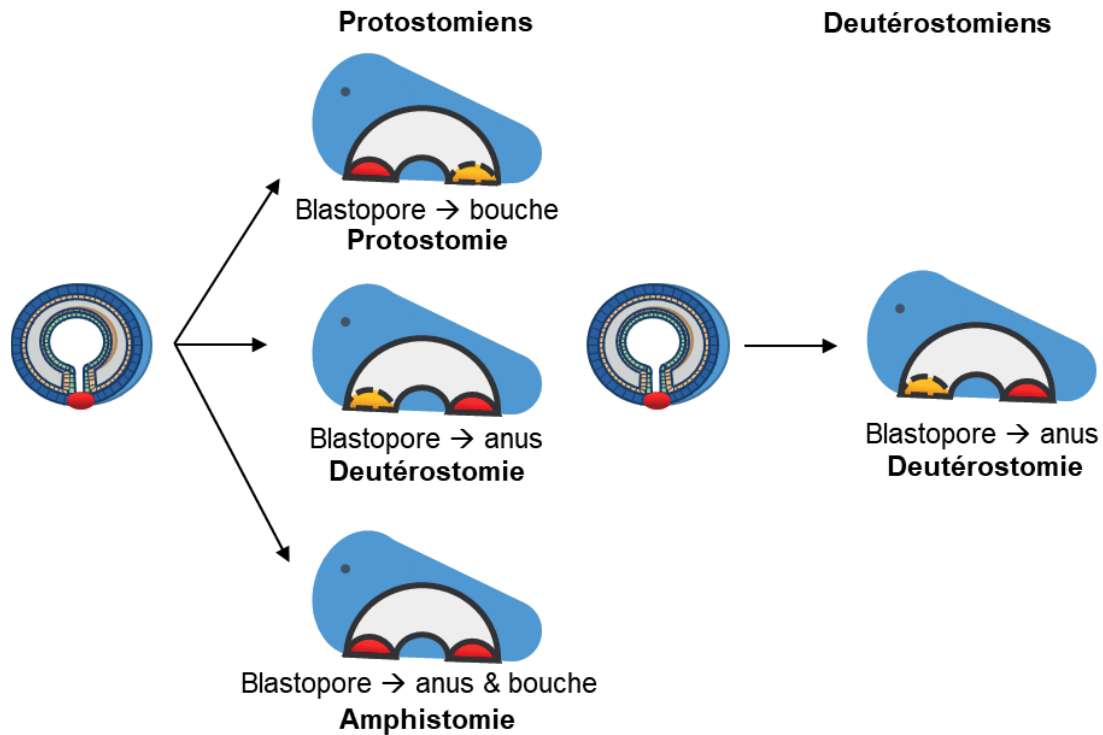 Protostomiens
Deutérostomiens
Blastopore → bouche
Protostomie
Blastopore → anus
Deutérostomie
Blastopore → anus
Deutérostomie
Blastopore → anus & bouche
Amphistomie